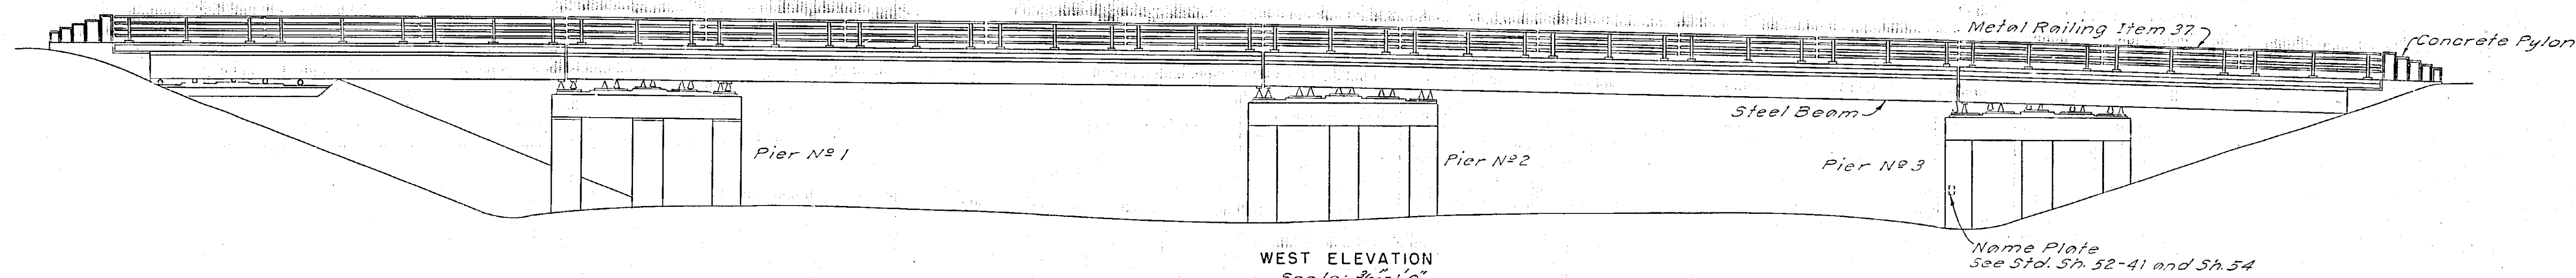 Metal Railing Item 37
Concrete Pylon
Steel Beam
Pier Nº 1
Pier Nº 2
Pier Nº 3
Name Plate
See Std. Sh. 52-41 and Sh. 54
WEST ELEVATION
Scale: